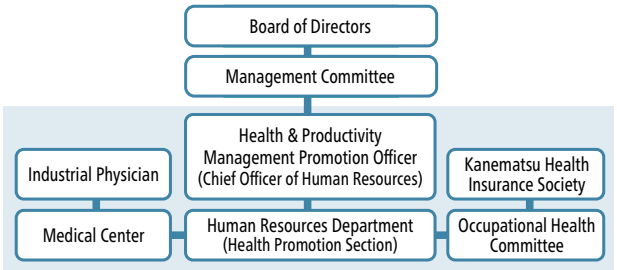 Board of Directors
Management Committee
Health & Productivity
Management Promotion Officer
(Chief Officer of Human Resources)
Industrial Physician
Kanematsu Health
Insurance Society
Medical Center
Human Resources Department
(Health Promotion Section)
Occupational Health
Committee